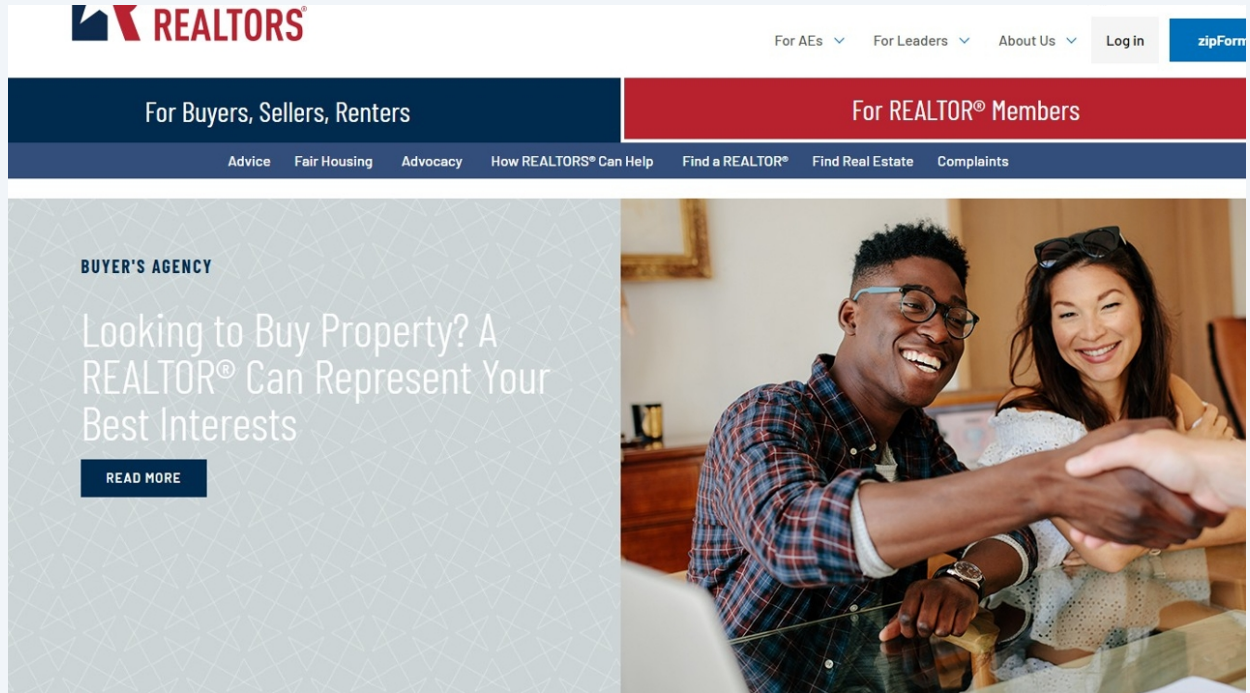 REALTORS®
For AEs
For Leaders
About Us
Log in
zipForm
For Buyers, Sellers, Renters
For REALTOR® Members
Advice
Fair Housing
Advocacy
How REALTORS® Can Help
Find a REALTOR®
Find Real Estate
Complaints
BUYER'S AGENCY
Looking to Buy Property? A
REALTOR® Can Represent Your
Best Interests
READ MORE